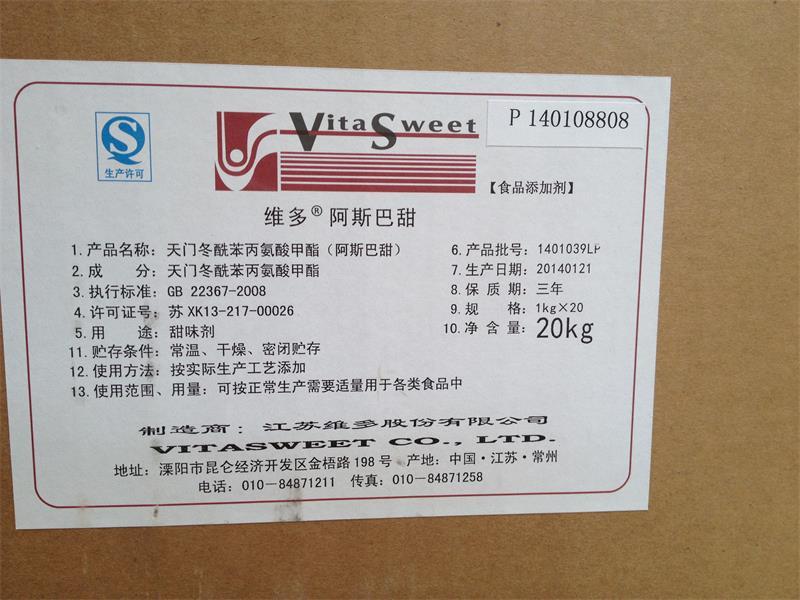 生产许可
Vita Sweet
P 140108808
【食品添加剂】
维多® 阿斯巴甜
1.产品名称：天门冬酰苯丙氨酸甲酯（阿斯巴甜）
2.成 分：天门冬酰苯丙氨酸甲酯
3.执行标准：GB 22367-2008
4.许可证号：苏 XK13-217-00026
5.用 途：甜味剂
6.产品批号：1401039LP
7.生产日期：20140121
8.保 质 期：三年
9.规 格：1kg×20
10.净 含 量：20kg
11.贮存条件：常温、干燥、密闭贮存
12.使用方法：按实际生产工艺添加
13.使用范围、用量：可按正常生产需要适量用于各类食品中
制造商：江苏维多股份有限公司
VITASWEET CO., LTD.
地址：溧阳市昆仑经济开发区金梧路 198 号 产地：中国·江苏·常州
电话：010-84871211 传真：010-84871258